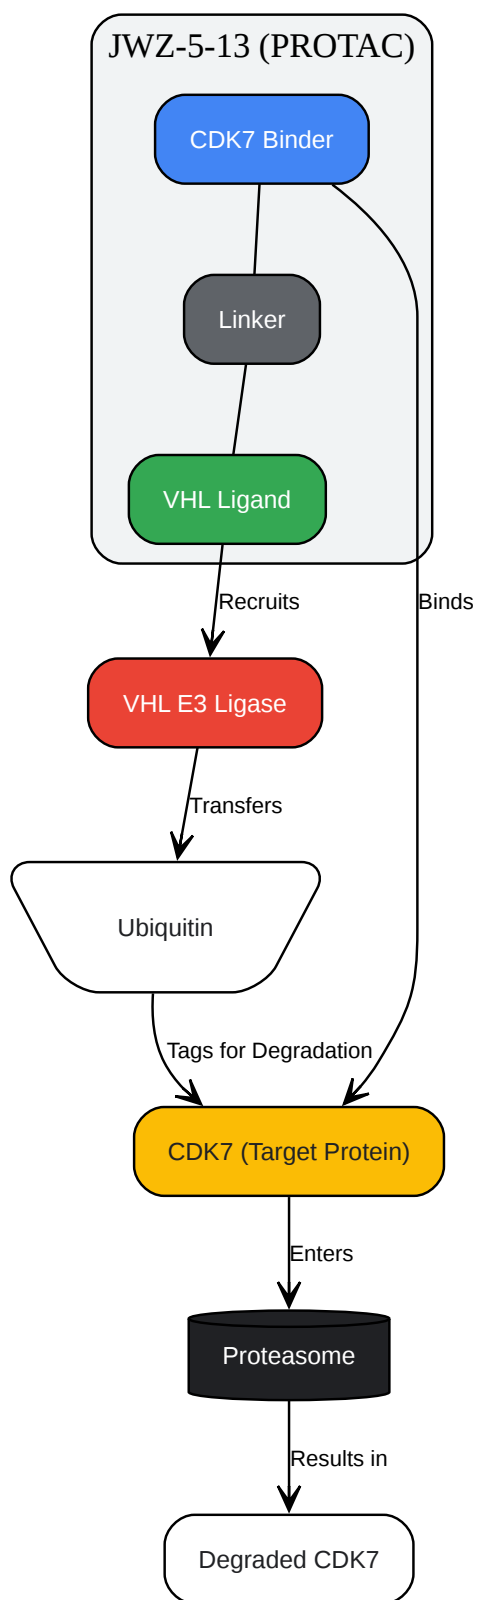 JWZ-5-13 (PROTAC)
CDK7 Binder
Linker
VHL Ligand
Recruits
Binds
VHL E3 Ligase
Transfers
Ubiquitin
Tags for Degradation
CDK7 (Target Protein)
Enters
Proteasome
Results in
Degraded CDK7